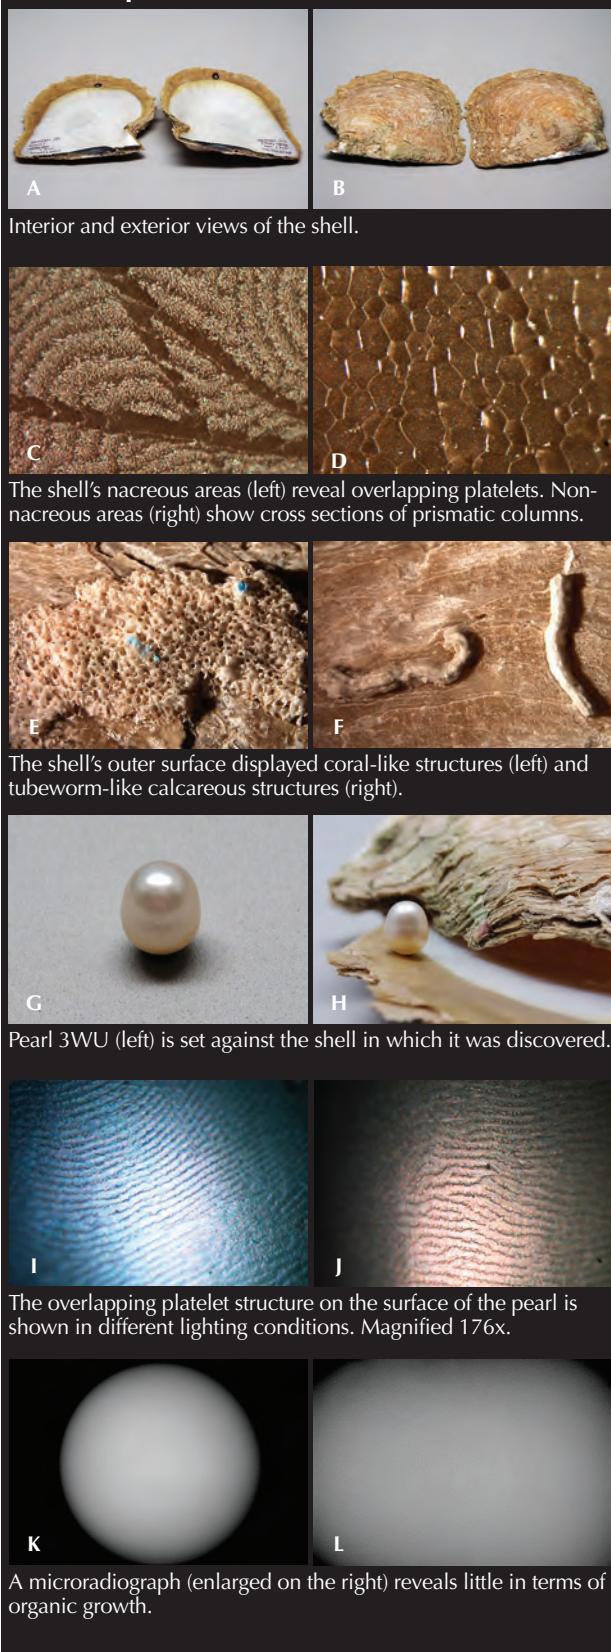 A
B
Interior and exterior views of the shell.
C
D
The shell's nacreous areas (left) reveal overlapping platelets. Non-
nacreous areas (right) show cross sections of prismatic columns.
E
F
The shell's outer surface displayed coral-like structures (left) and
tubeworm-like calcareous structures (right).
G
H
Pearl 3WU (left) is set against the shell in which it was discovered.
I
J
The overlapping platelet structure on the surface of the pearl is
shown in different lighting conditions. Magnified 176x.
K
L
A microradiograph (enlarged on the right) reveals little in terms of
organic growth.